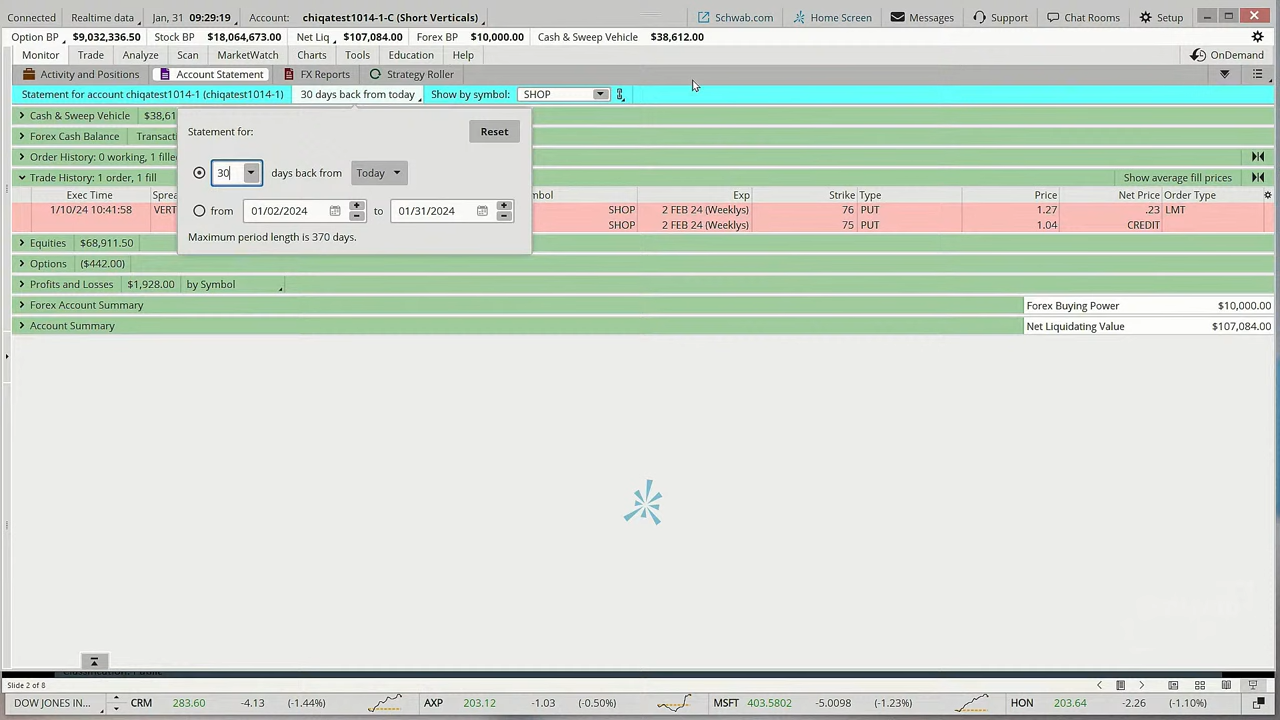 Connected Realtime data Jan, 31 09:29:19 Account: chiqatest1014-1-C (Short Verticals) Schwab.com Home Screen Messages Support Chat Rooms Setup
Option BP $9,032,336.50 Stock BP $18,064,673.00 Net Liq $107,084.00 Forex BP $10,000.00 Cash & Sweep Vehicle $38,612.00
Monitor Trade Analyze Scan MarketWatch Charts Tools Education Help OnDemand
Activity and Positions Account Statement FX Reports Strategy Roller
Statement for account chiqatest1014-1 (chiqatest1014-1) 30 days back from today Show by symbol: SHOP
Cash & Sweep Vehicle $38,61
Statement for: Reset
Forex Cash Balance Transacti
Order History: 0 working, 1 fille
30 days back from Today
Trade History: 1 order, 1 fill Show average fill prices
Exec Time Sprea mbol Exp Strike Type Price Net Price Order Type
1/10/24 10:41:58 VERT SHOP 2 FEB 24 (Weeklys) 76 PUT 1.27 .23 LMT
from 01/02/2024 to 01/31/2024
SHOP 2 FEB 24 (Weeklys) 75 PUT 1.04 CREDIT
Maximum period length is 370 days.
Equities $68,911.50
Options ($442.00)
Profits and Losses $1,928.00 by Symbol
Forex Account Summary Forex Buying Power $10,000.00
Account Summary Net Liquidating Value $107,084.00
Slide 2 of 8
DOW JONES IN... CRM 283.60 -4.13 (-1.44%) AXP 203.12 -1.01 (-0.50%) MSFT 403.5802 -5.0098 (-1.23%) HON 203.64 -2.26 (-1.10%)